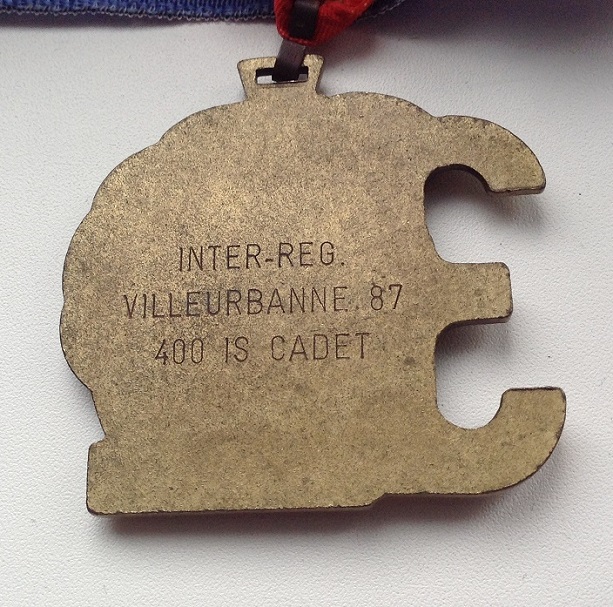 INTER-REG.
VILLEURBANNE. 87
400 IS CADET